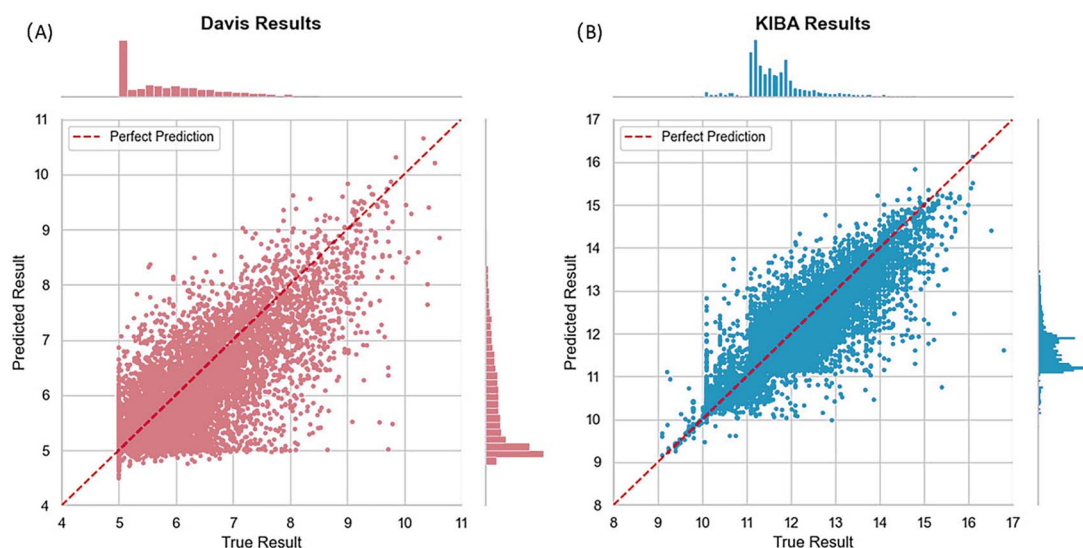 (A)
Davis Results
Perfect Prediction
Predicted Result
11
10
9
8
7
6
5
4
4 5 6 7 8 9 10 11
True Result
(B)
KIBA Results
Perfect Prediction
Predicted Result
17
16
15
14
13
12
11
10
9
8
8 9 10 11 12 13 14 15 16 17
True Result